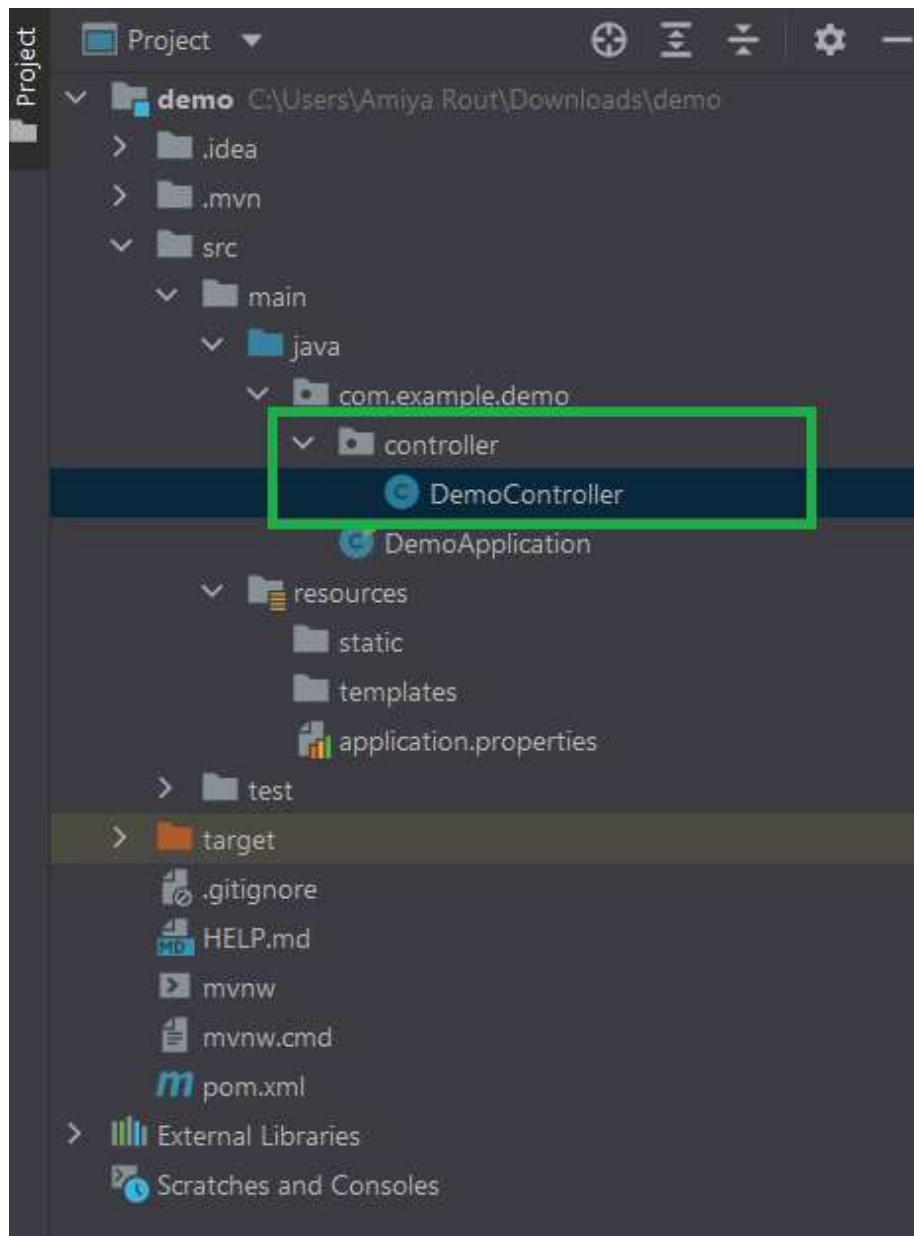 Project
Project
demo C:\Users\Amiya Rout\Downloads\demo
.idea
.mvn
src
main
java
com.example.demo
controller
C DemoController
C DemoApplication
resources
static
templates
application.properties
test
target
.gitignore
MD HELP.md
mvnw
mvnw.cmd
m pom.xml
External Libraries
Scratches and Consoles